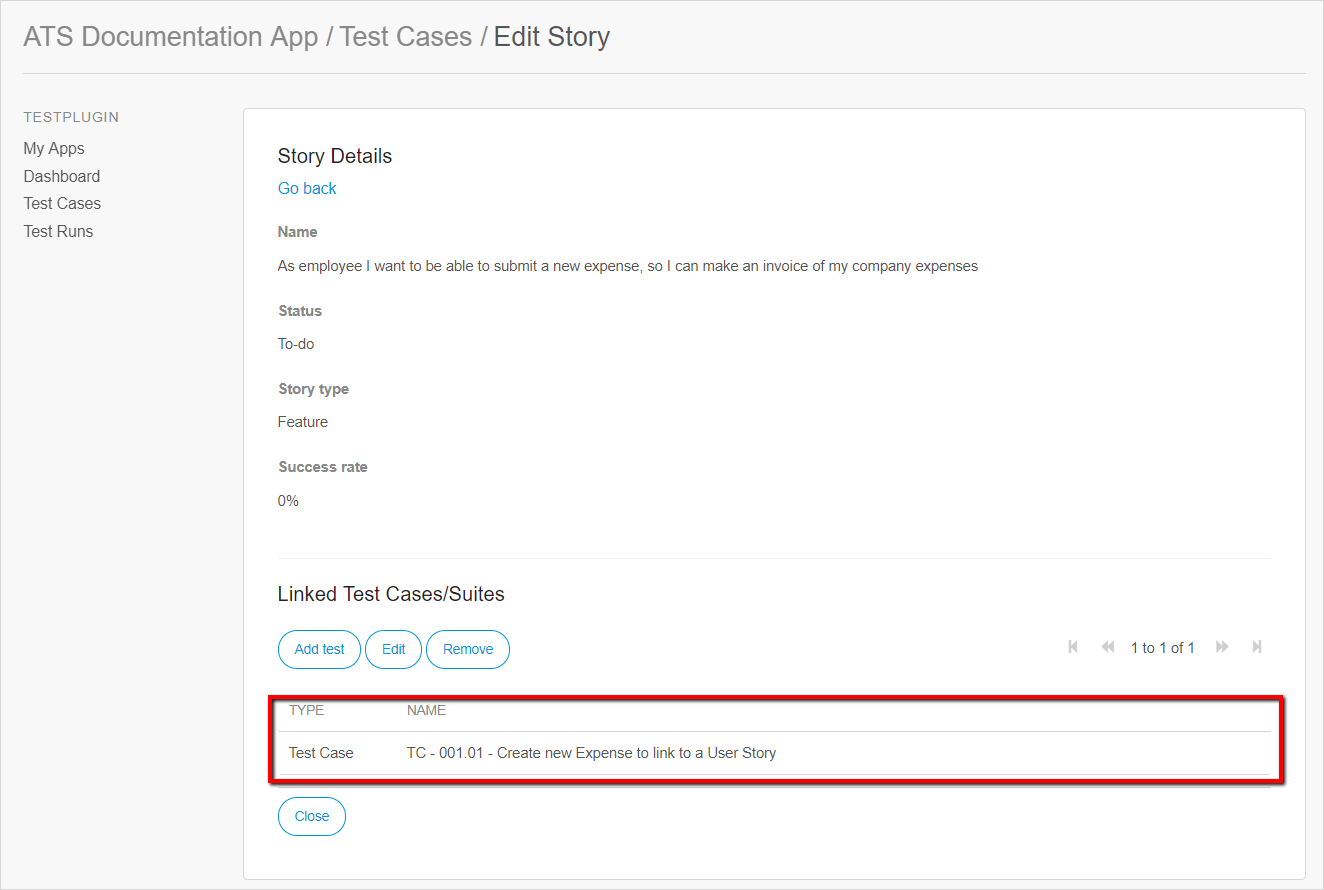 ATS Documentation App / Test Cases / Edit Story
TESTPLUGIN
My Apps
Dashboard
Test Cases
Test Runs
Story Details
Go back
Name
As employee I want to be able to submit a new expense, so I can make an invoice of my company expenses
Status
To-do
Story type
Feature
Success rate
0%
Linked Test Cases/Suites
Add test Edit Remove 1 to 1 of 1
TYPE NAME
Test Case TC - 001.01 - Create new Expense to link to a User Story
Close